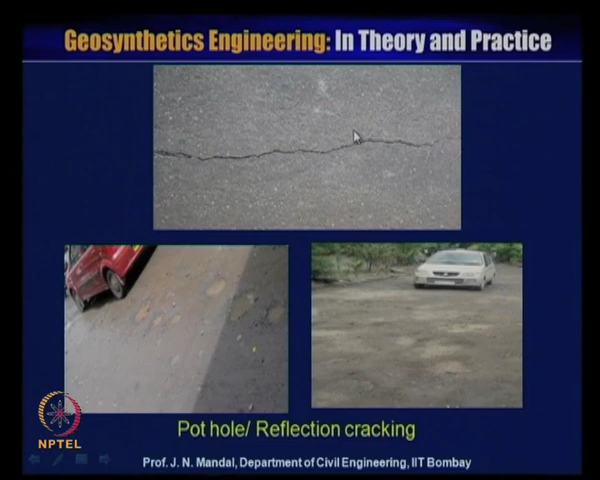 Geosynthetics Engineering: In Theory and Practice
Pot hole/ Reflection cracking
NPTEL
Prof. J. N. Mandal, Department of Civil Engineering, IIT Bombay